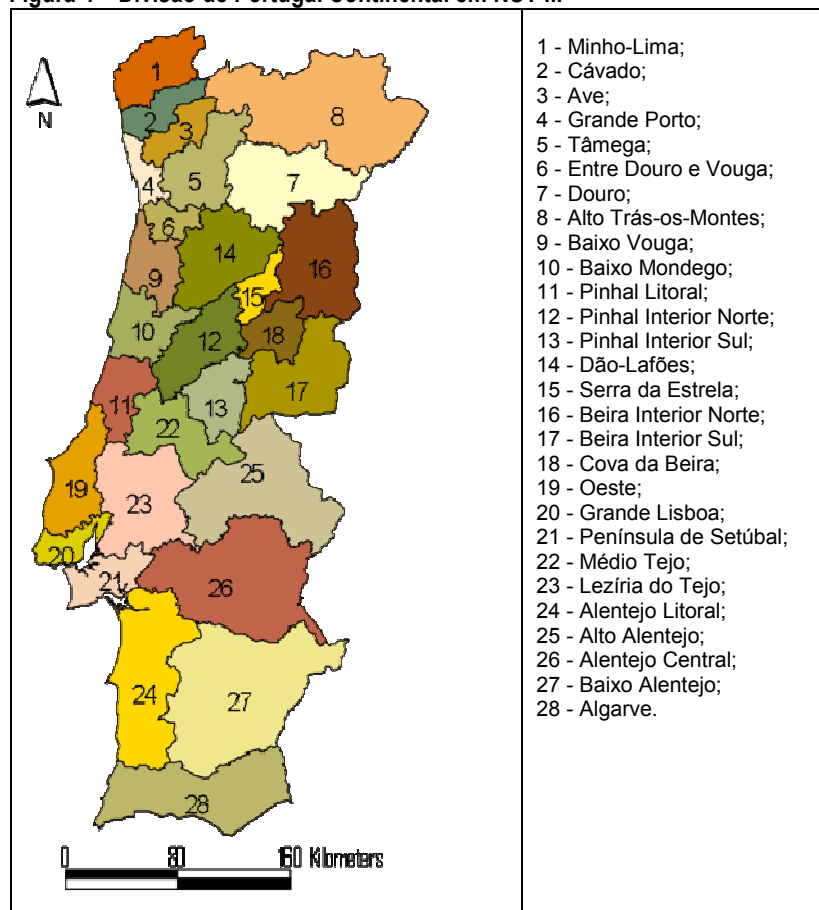 Divisão de Portugal Continental em
1
N
2
3
8
4
5
7
6
14
16
9
15
10
12
18
11
13
17
22
25
19
23
20
21
26
24
27
28
0 80 160 Kilometers
1 - Minho-Lima;
2 - Cávado;
3 - Ave;
4 - Grande Porto;
5 - Tâmega;
6 - Entre Douro e Vouga;
7 - Douro;
8 - Alto Trás-os-Montes;
9 - Baixo Vouga;
10 - Baixo Mondego;
11 - Pinhal Litoral;
12 - Pinhal Interior Norte;
13 - Pinhal Interior Sul;
14 - Dão-Lafões;
15 - Serra da Estrela;
16 - Beira Interior Norte;
17 - Beira Interior Sul;
18 - Cova da Beira;
19 - Oeste;
20 - Grande Lisboa;
21 - Península de Setúbal;
22 - Médio Tejo;
23 - Lezíria do Tejo;
24 - Alentejo Litoral;
25 - Alto Alentejo;
26 - Alentejo Central;
27 - Baixo Alentejo;
28 - Algarve.